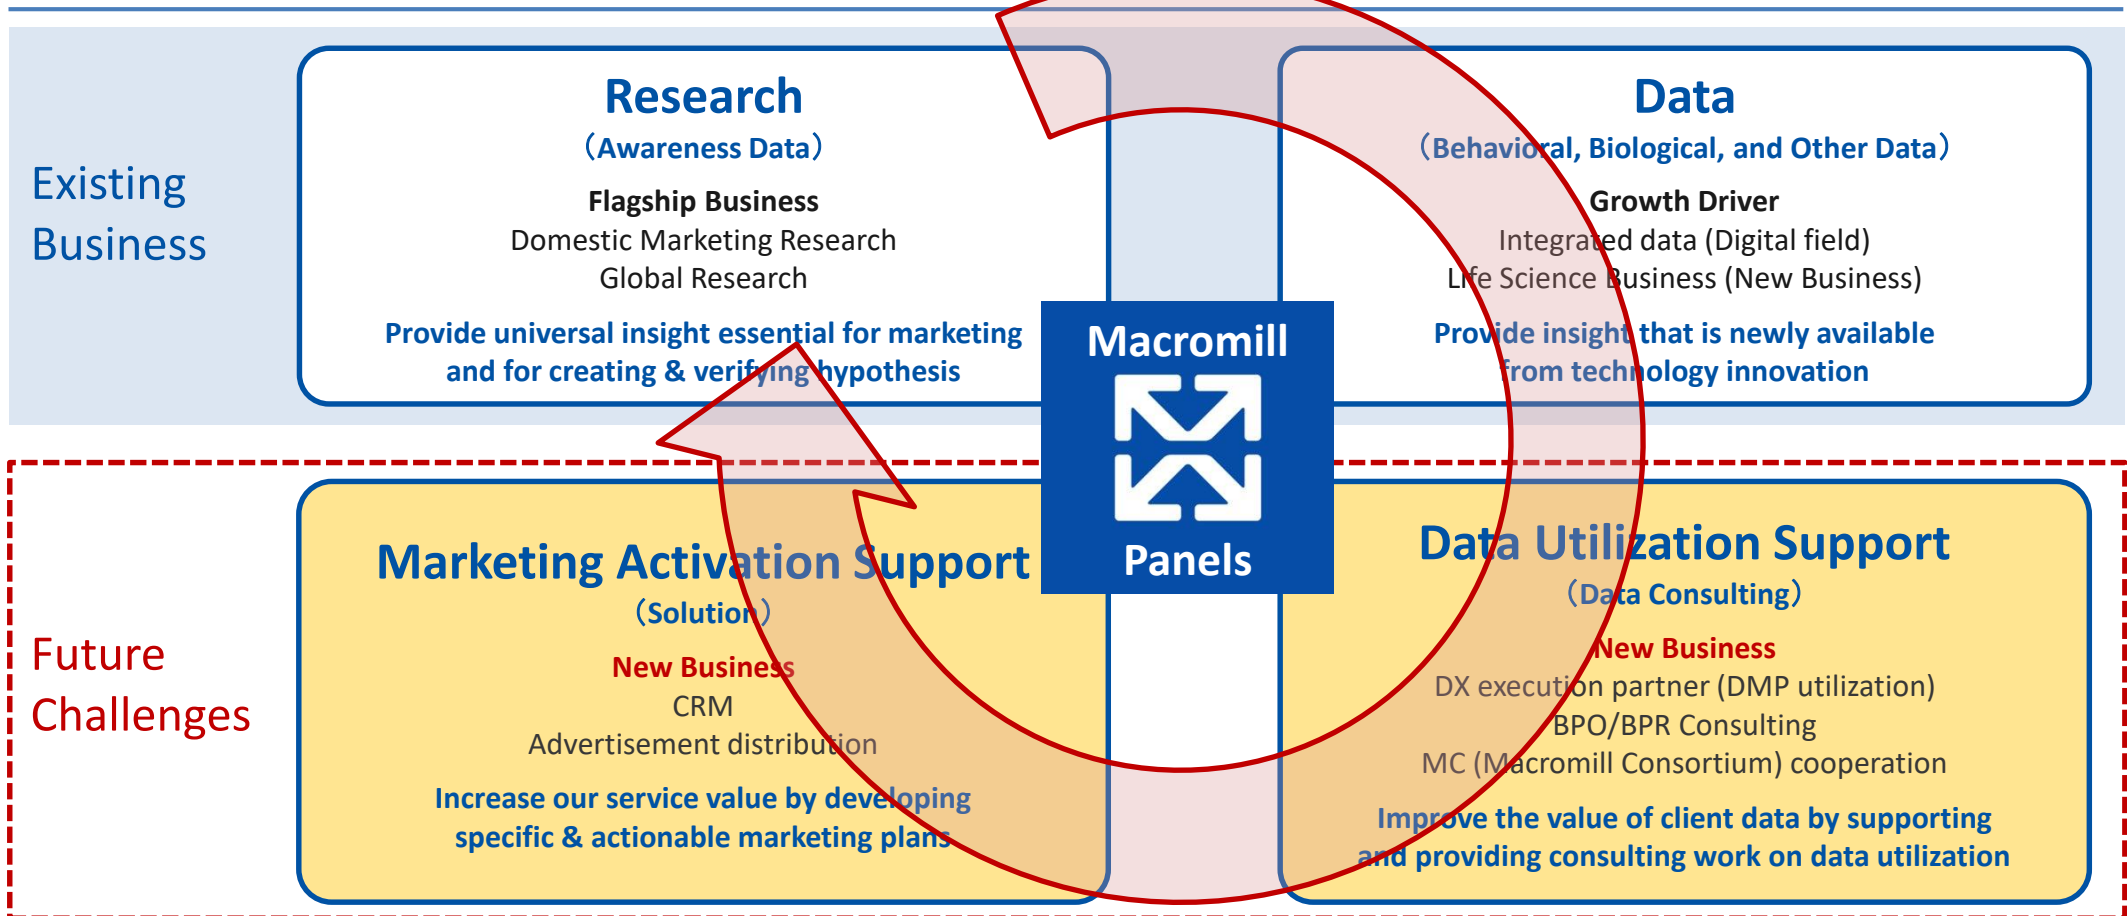 Existing
Business
Research
（Awareness Data）
Flagship Business
Domestic Marketing Research
Global Research
Provide universal insight essential for marketing
and for creating & verifying hypothesis
Data
（Behavioral, Biological, and Other Data）
Growth Driver
Integrated data (Digital field)
Life Science Business (New Business)
Provide insight that is newly available
from technology innovation
Macromill
Panels
Future
Challenges
Marketing Activation Support
（Solution）
New Business
CRM
Advertisement distribution
Increase our service value by developing
specific & actionable marketing plans
Data Utilization Support
（Data Consulting）
New Business
DX execution partner (DMP utilization)
BPO/BPR Consulting
MC (Macromill Consortium) cooperation
Improve the value of client data by supporting
and providing consulting work on data utilization